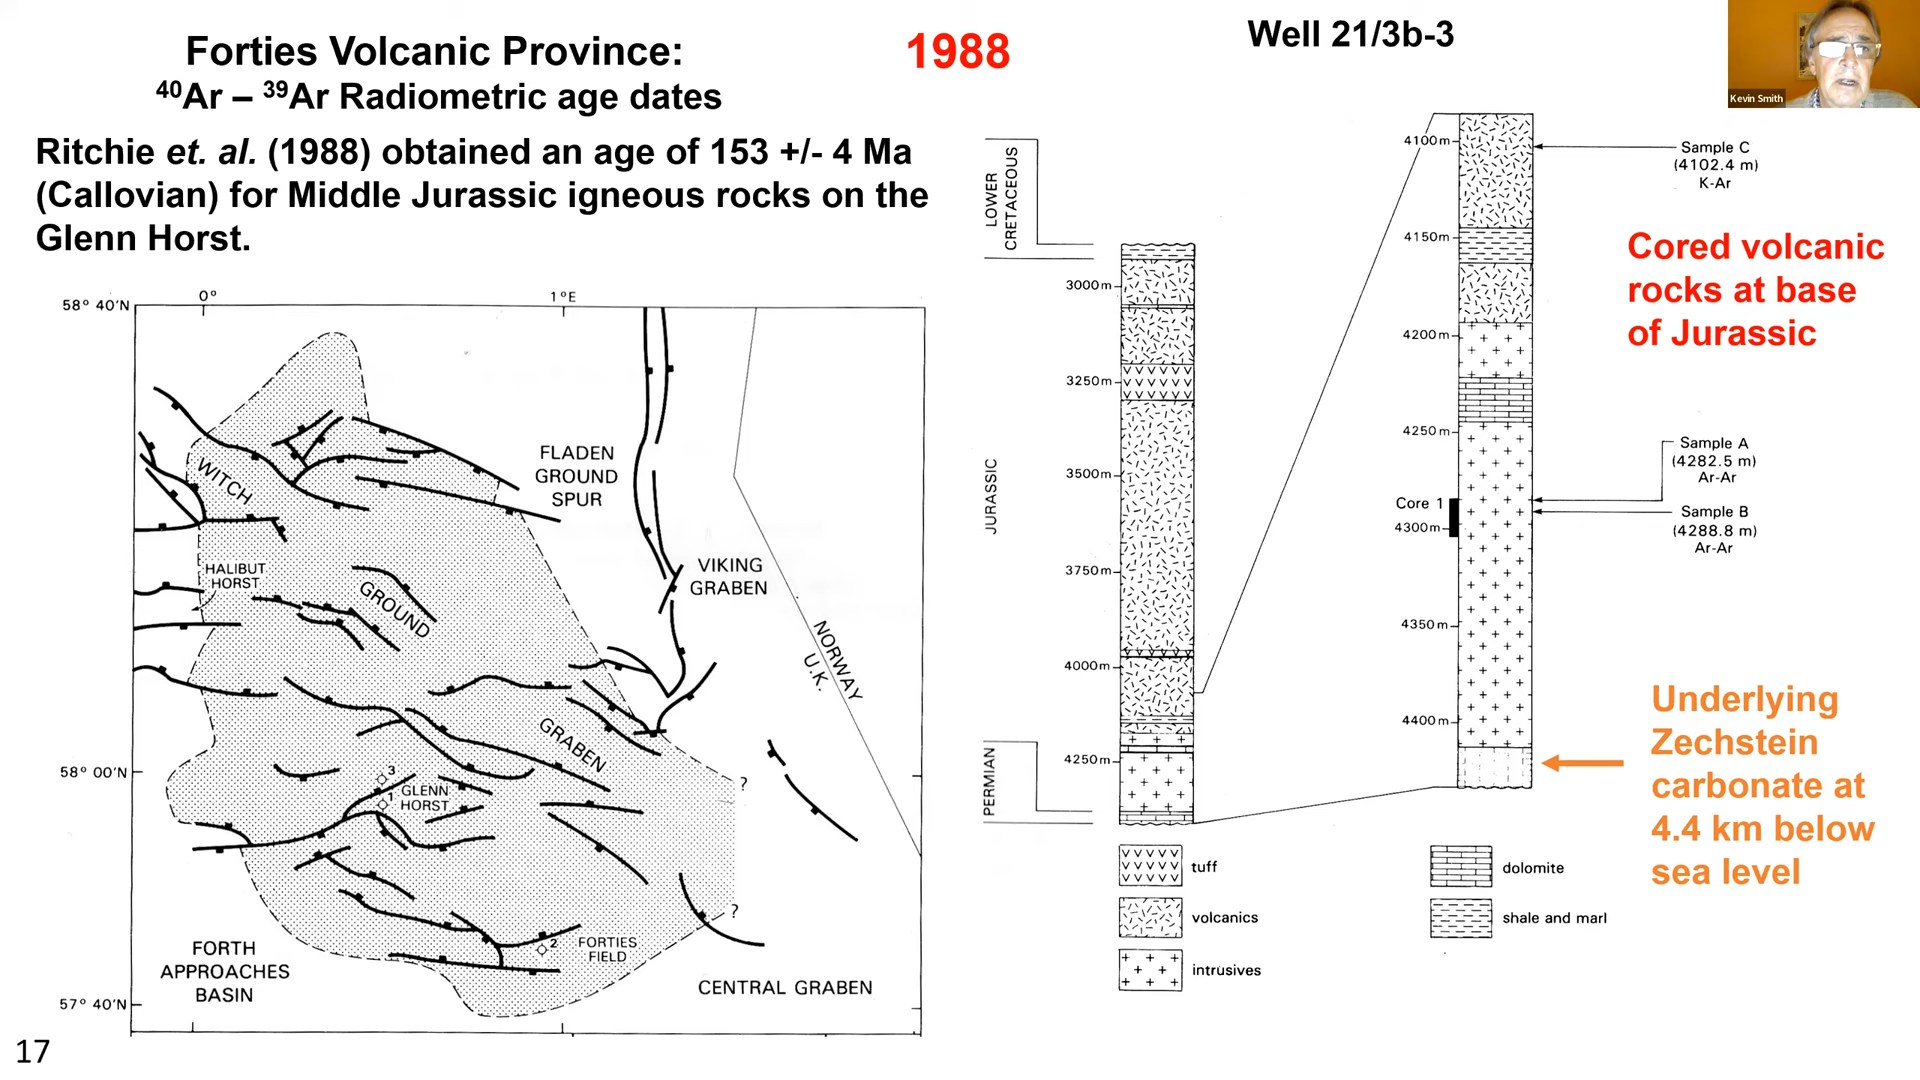 Forties Volcanic Province:
40Ar – 39Ar Radiometric age dates
1988
Well 21/3b-3
Kevin Smith
Ritchie et. al. (1988) obtained an age of 153 +/- 4 Ma
(Callovian) for Middle Jurassic igneous rocks on the
Glenn Horst.
58° 40'N
0°
1°E
FLADEN
GROUND
SPUR
WITCH
HALIBUT
HORST
GROUND
VIKING
GRABEN
NORWAY
U.K.
GRABEN
58° 00'N
3
GLENN
HORST
1
?
?
2
FORTIES
FIELD
FORTH
APPROACHES
BASIN
CENTRAL GRABEN
57° 40'N
17
LOWER
CRETACEOUS
JURASSIC
PERMIAN
3000m
3250m
3500m
3750m
4000m
4250m
4100m
4150m
4200m
4250m
Core 1
4300m
4350m
4400m
Sample C
(4102.4 m)
K-Ar
Cored volcanic
rocks at base
of Jurassic
Sample A
(4282.5 m)
Ar-Ar
Sample B
(4288.8 m)
Ar-Ar
Underlying
Zechstein
carbonate at
4.4 km below
sea level
tuff
volcanics
intrusives
dolomite
shale and marl